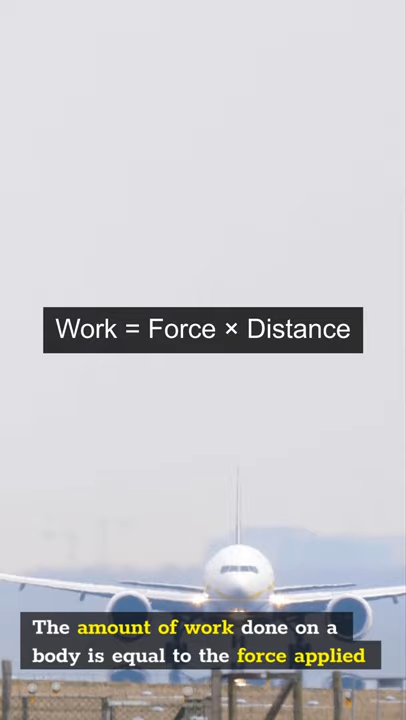 Work = Force × Distance
The amount of work done on a
body is equal to the force applied